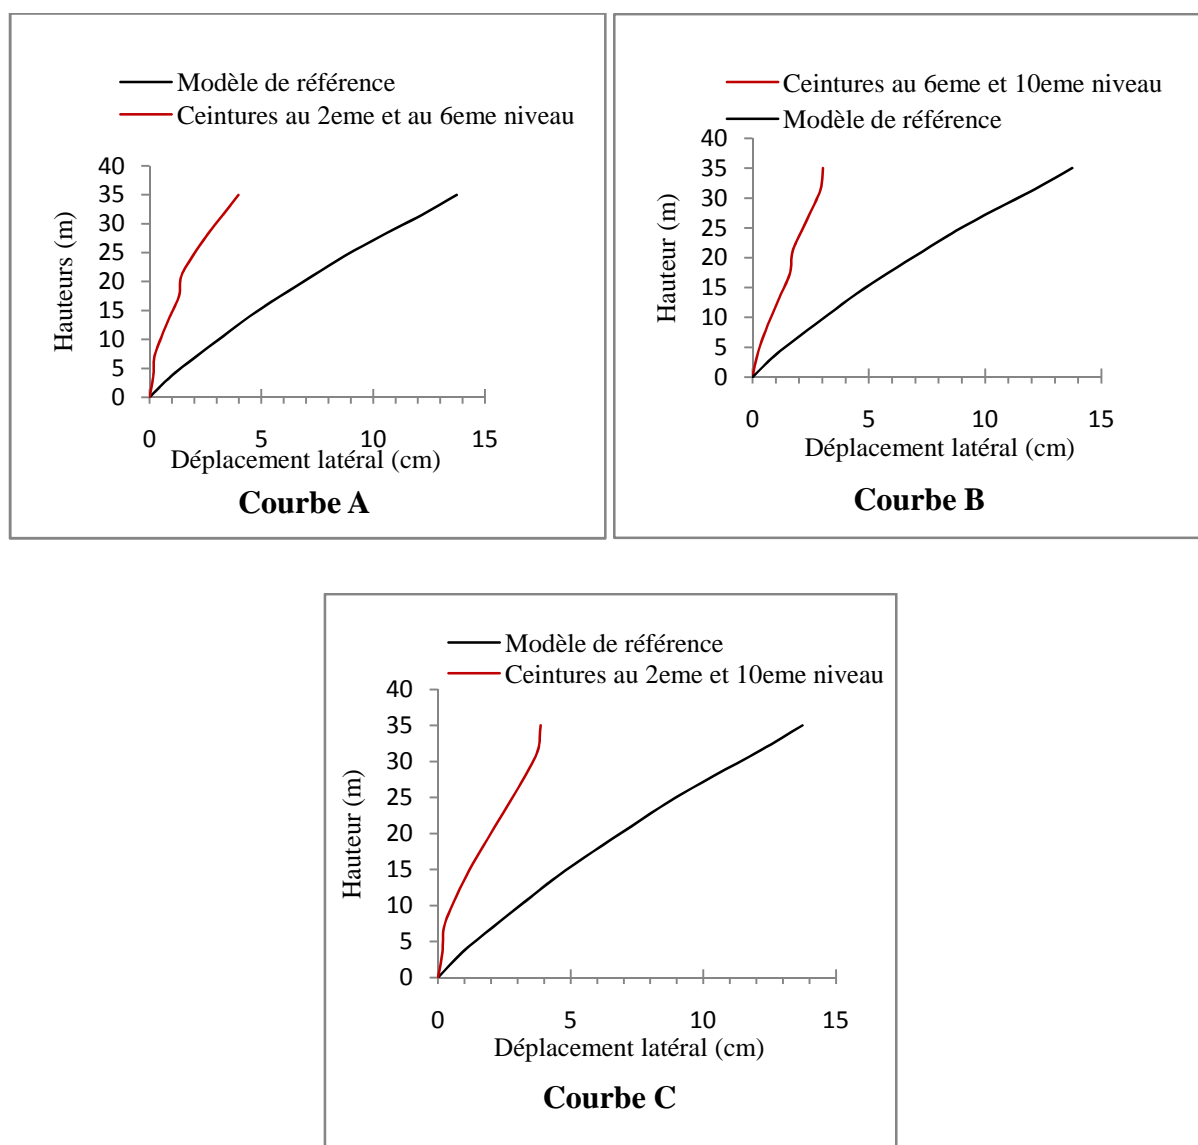 Modèle de référence
Ceintures au 2eme et au 6eme niveau
40
35
30
25
20
15
10
5
0
Hauteurs (m)
0 5 10 15
Déplacement latéral (cm)
Courbe A
Ceintures au 6eme et 10eme niveau
Modèle de référence
40
35
30
25
20
15
10
5
0
Hauteur (m)
0 5 10 15
Déplacement latéral (cm)
Courbe B
Modèle de référence
Ceintures au 2eme et 10eme niveau
40
35
30
25
20
15
10
5
0
Hauteur (m)
0 5 10 15
Déplacement latéral (cm)
Courbe C